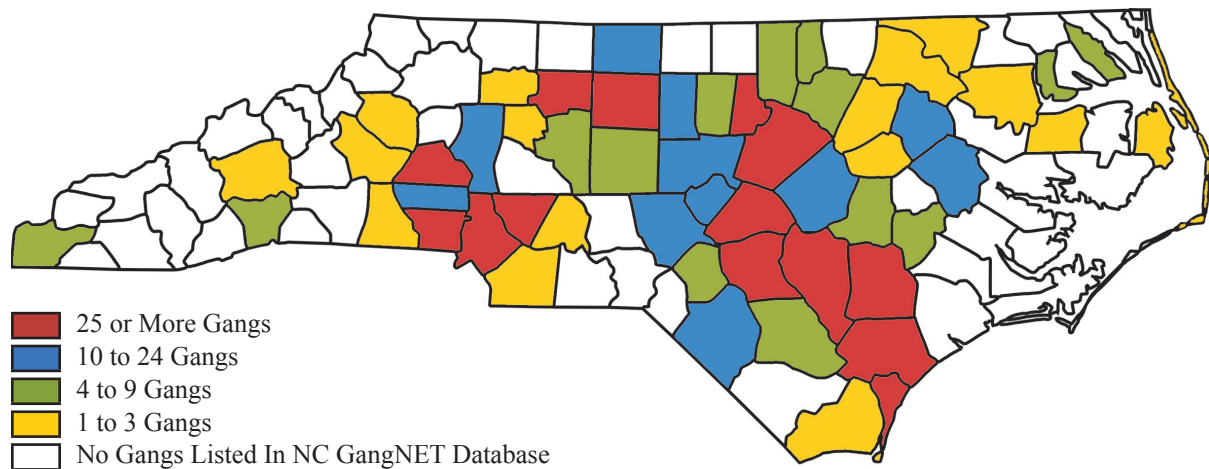 25 or More Gangs
10 to 24 Gangs
4 to 9 Gangs
1 to 3 Gangs
No Gangs Listed In NC GangNET Database